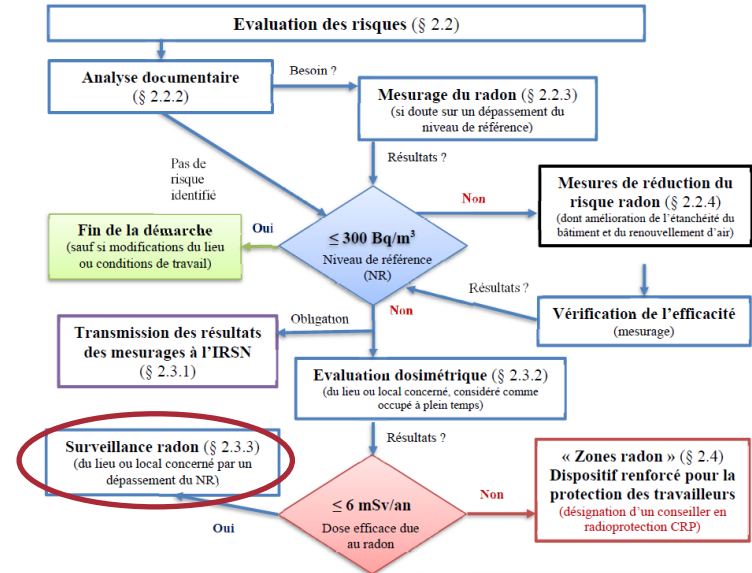 Evaluation des risques (§ 2.2)
Analyse documentaire
(§ 2.2.2)
Besoin ?
Mesurage du radon (§ 2.2.3)
(si doute sur un dépassement du
niveau de référence)
Pas de
risque
identifié
Résultats ?
Non
Mesures de réduction du
risque radon (§ 2.2.4)
(dont amélioration de l’étanchéité du
bâtiment et du renouvellement d’air)
Fin de la démarche
(sauf si modifications du lieu
ou conditions de travail)
Oui
≤ 300 Bq/m³
Niveau de référence
(NR)
Résultats ?
Vérification de l’efficacité
(mesurage)
Non
Obligation
Transmission des résultats
des mesurages à l’IRSN
(§ 2.3.1)
Evaluation dosimétrique (§ 2.3.2)
(du lieu ou local concerné, considéré comme
occupé à plein temps)
Résultats ?
Surveillance radon (§ 2.3.3)
(du lieu ou local concerné par un
dépassement du NR)
Oui
≤ 6 mSv/an
Dose efficace due
au radon
Non
« Zones radon » (§ 2.4)
Dispositif renforcé pour la
protection des travailleurs
(désignation d’un conseiller en
radioprotection CRP)